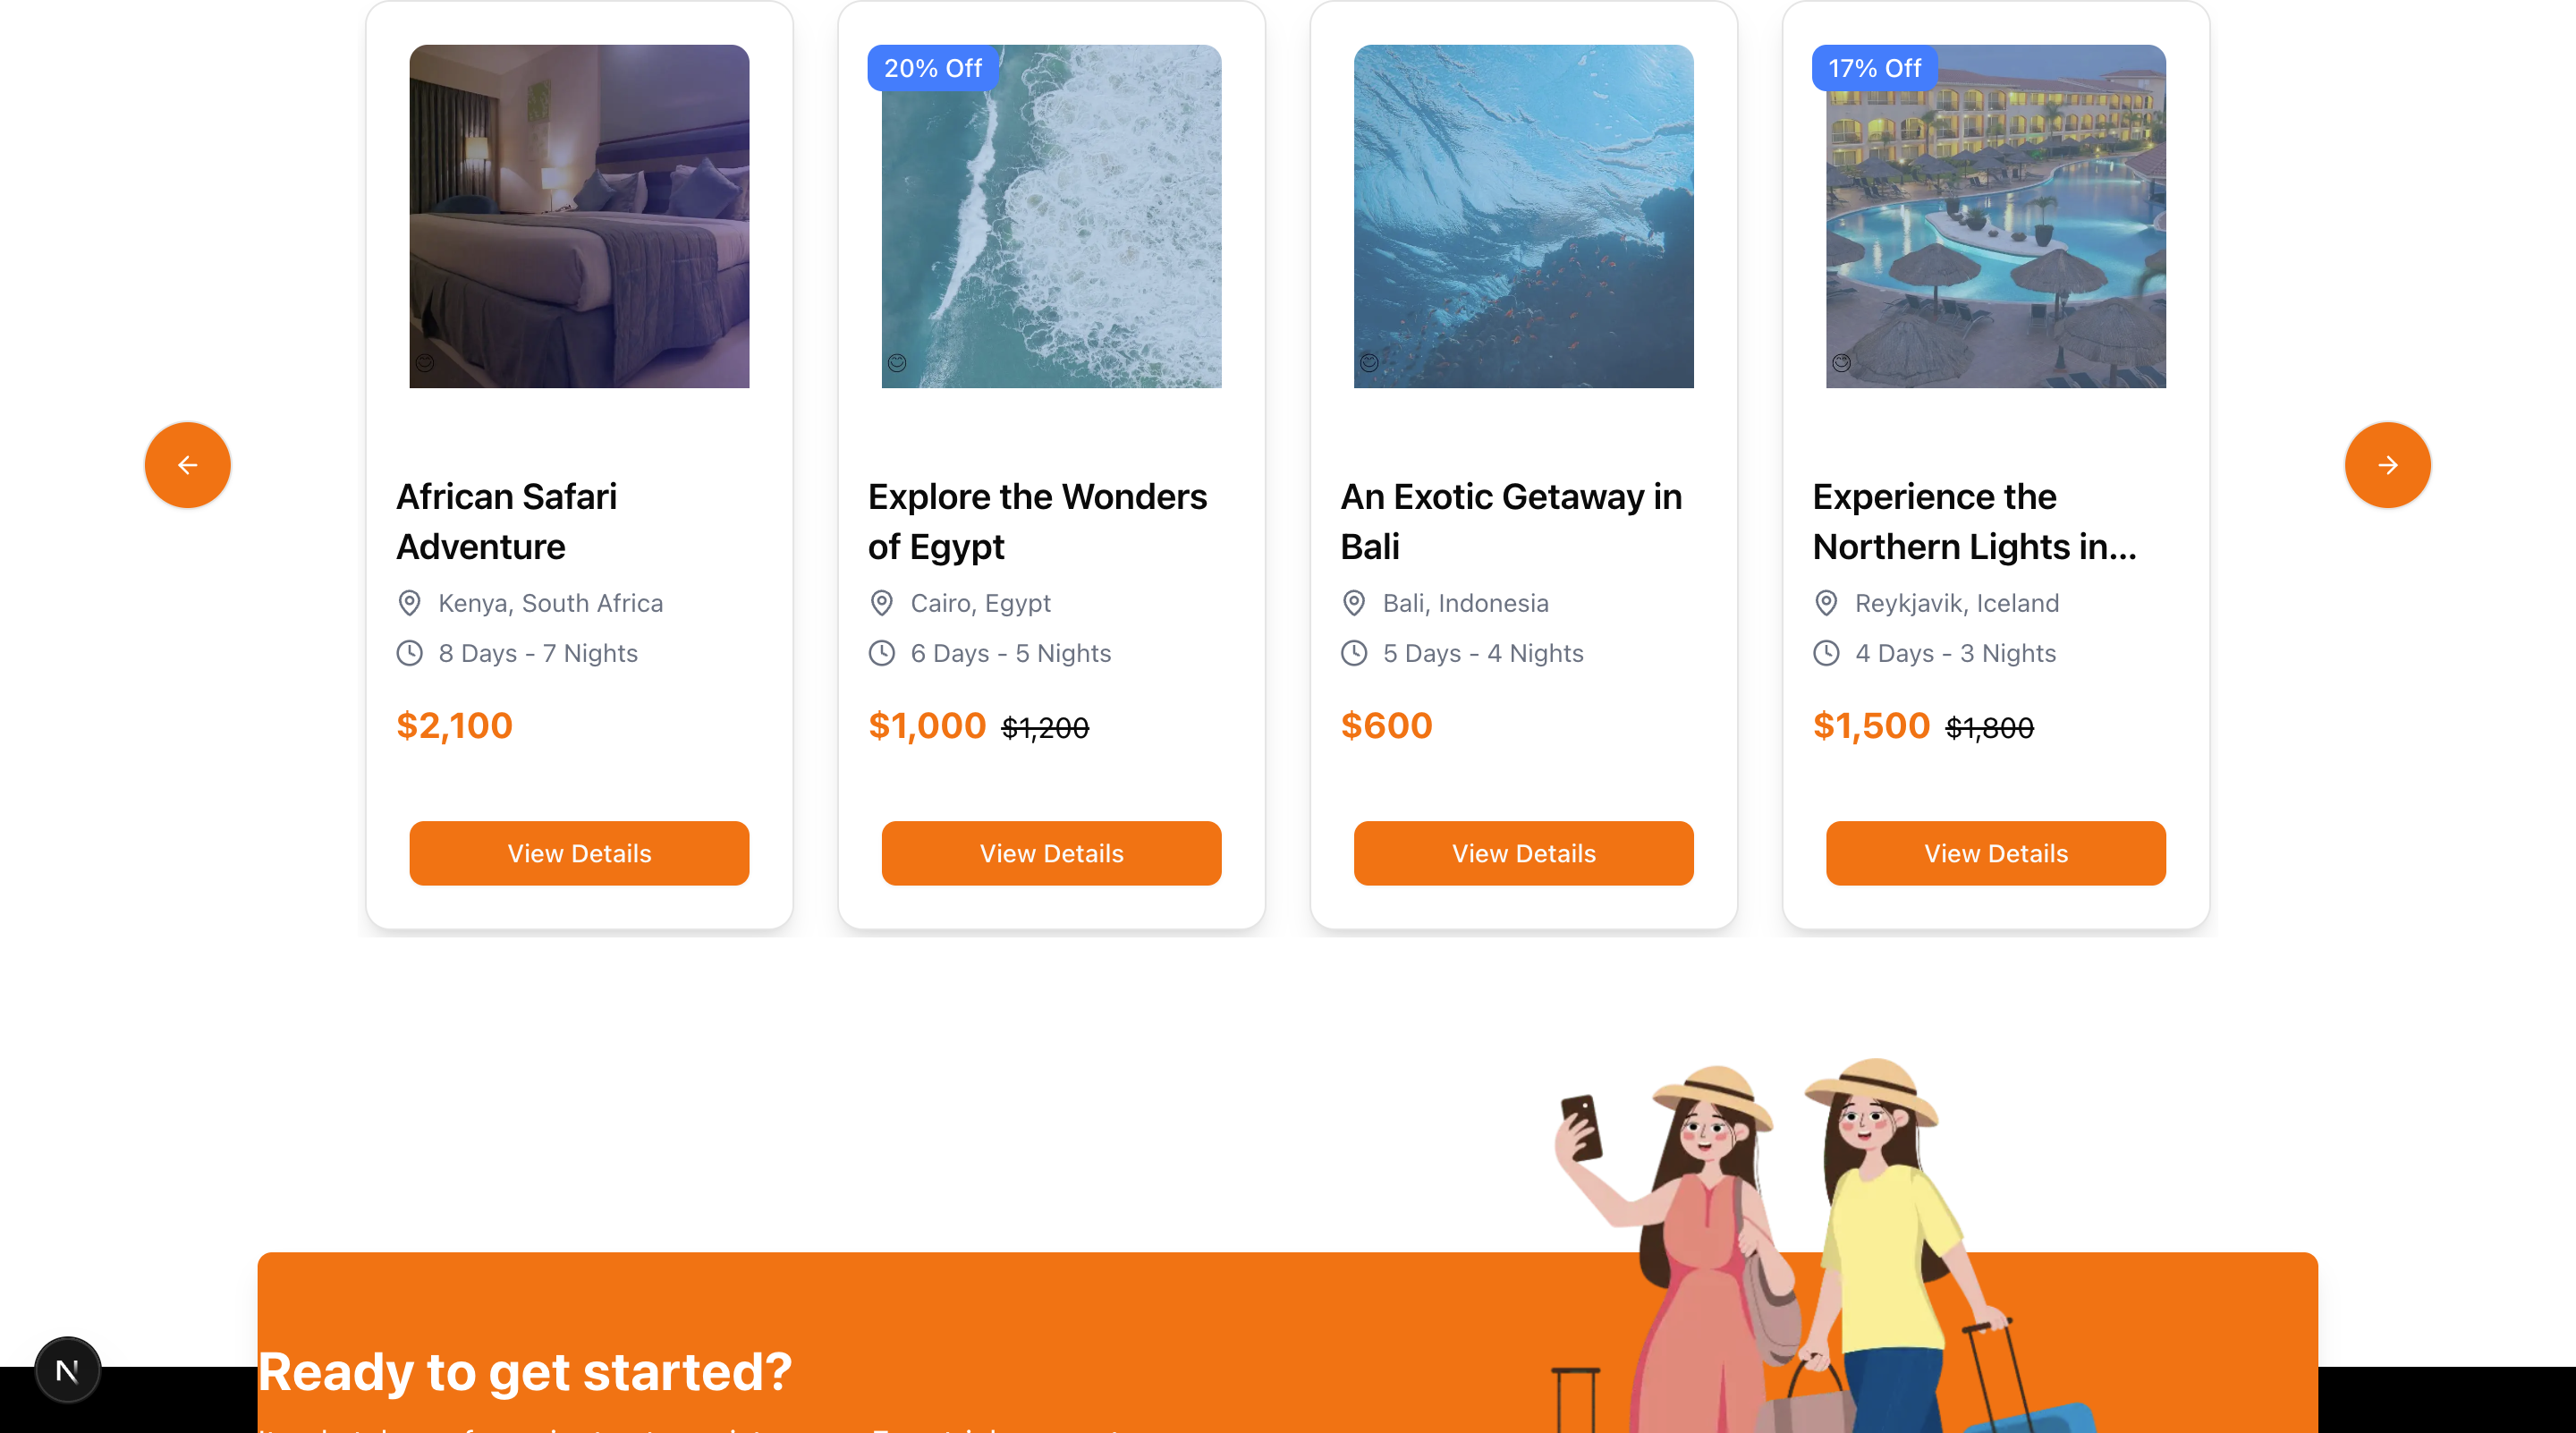 20% Off
17% Off
African Safari
Adventure
Kenya, South Africa
8 Days - 7 Nights
$2,100
View Details
Explore the Wonders
of Egypt
Cairo, Egypt
6 Days - 5 Nights
$1,000 $1,200
View Details
An Exotic Getaway in
Bali
Bali, Indonesia
5 Days - 4 Nights
$600
View Details
Experience the
Northern Lights in...
Reykjavik, Iceland
4 Days - 3 Nights
$1,500 $1,800
View Details
Ready to get started?
N